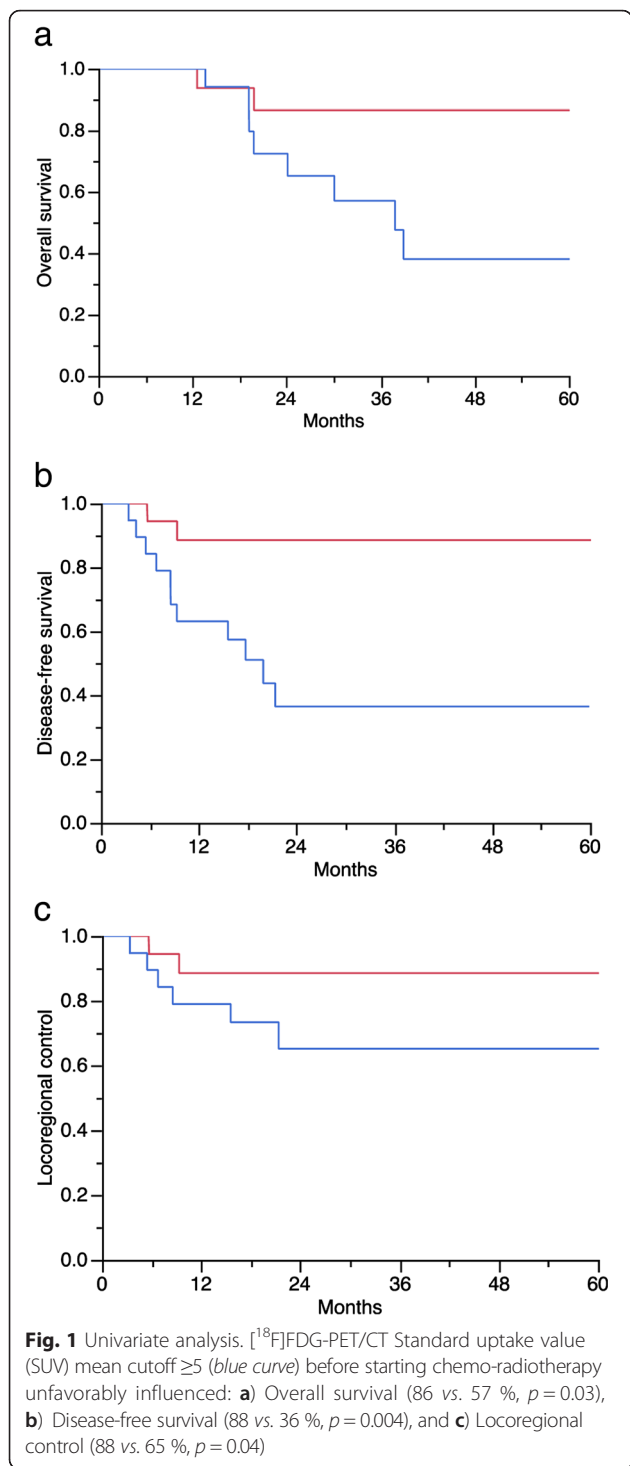 a
1.0
0.8
0.6
0.4
0.2
0.0
Overall survival
0 12 24 36 48 60
Months
b
1.0
0.8
0.6
0.4
0.2
0.0
Disease-free survival
0 12 24 36 48 60
Months
c
1.0
0.8
0.6
0.4
0.2
0.0
Locoregional control
0 12 24 36 48 60
Months
Fig. 1 Univariate analysis. [¹⁸F]FDG-PET/CT Standard uptake value
(SUV) mean cutoff ≥5 (blue curve) before starting chemo-radiotherapy
unfavorably influenced: a) Overall survival (86 vs. 57 %, p = 0.03),
b) Disease-free survival (88 vs. 36 %, p = 0.004), and c) Locoregional
control (88 vs. 65 %, p = 0.04)